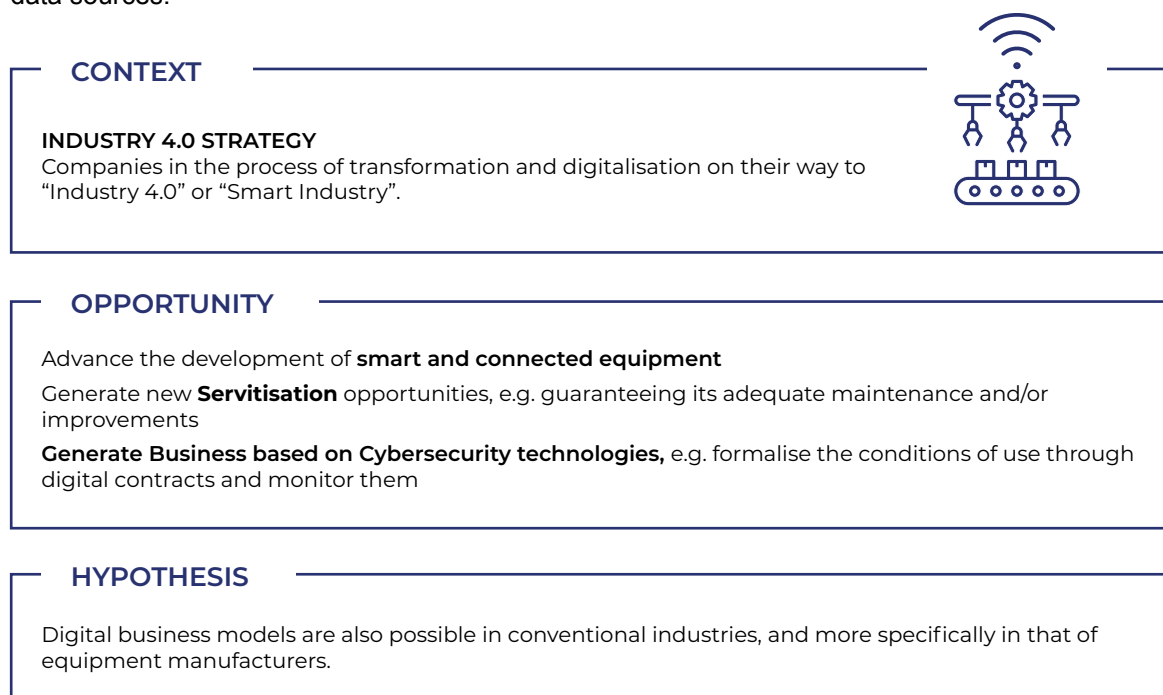 data sources.
CONTEXT
INDUSTRY 4.0 STRATEGY
Companies in the process of transformation and digitalisation on their way to
“Industry 4.0” or “Smart Industry”.
OPPORTUNITY
Advance the development of smart and connected equipment
Generate new Servitisation opportunities, e.g. guaranteeing its adequate maintenance and/or
improvements
Generate Business based on Cybersecurity technologies, e.g. formalise the conditions of use through
digital contracts and monitor them
HYPOTHESIS
Digital business models are also possible in conventional industries, and more specifically in that of
equipment manufacturers.